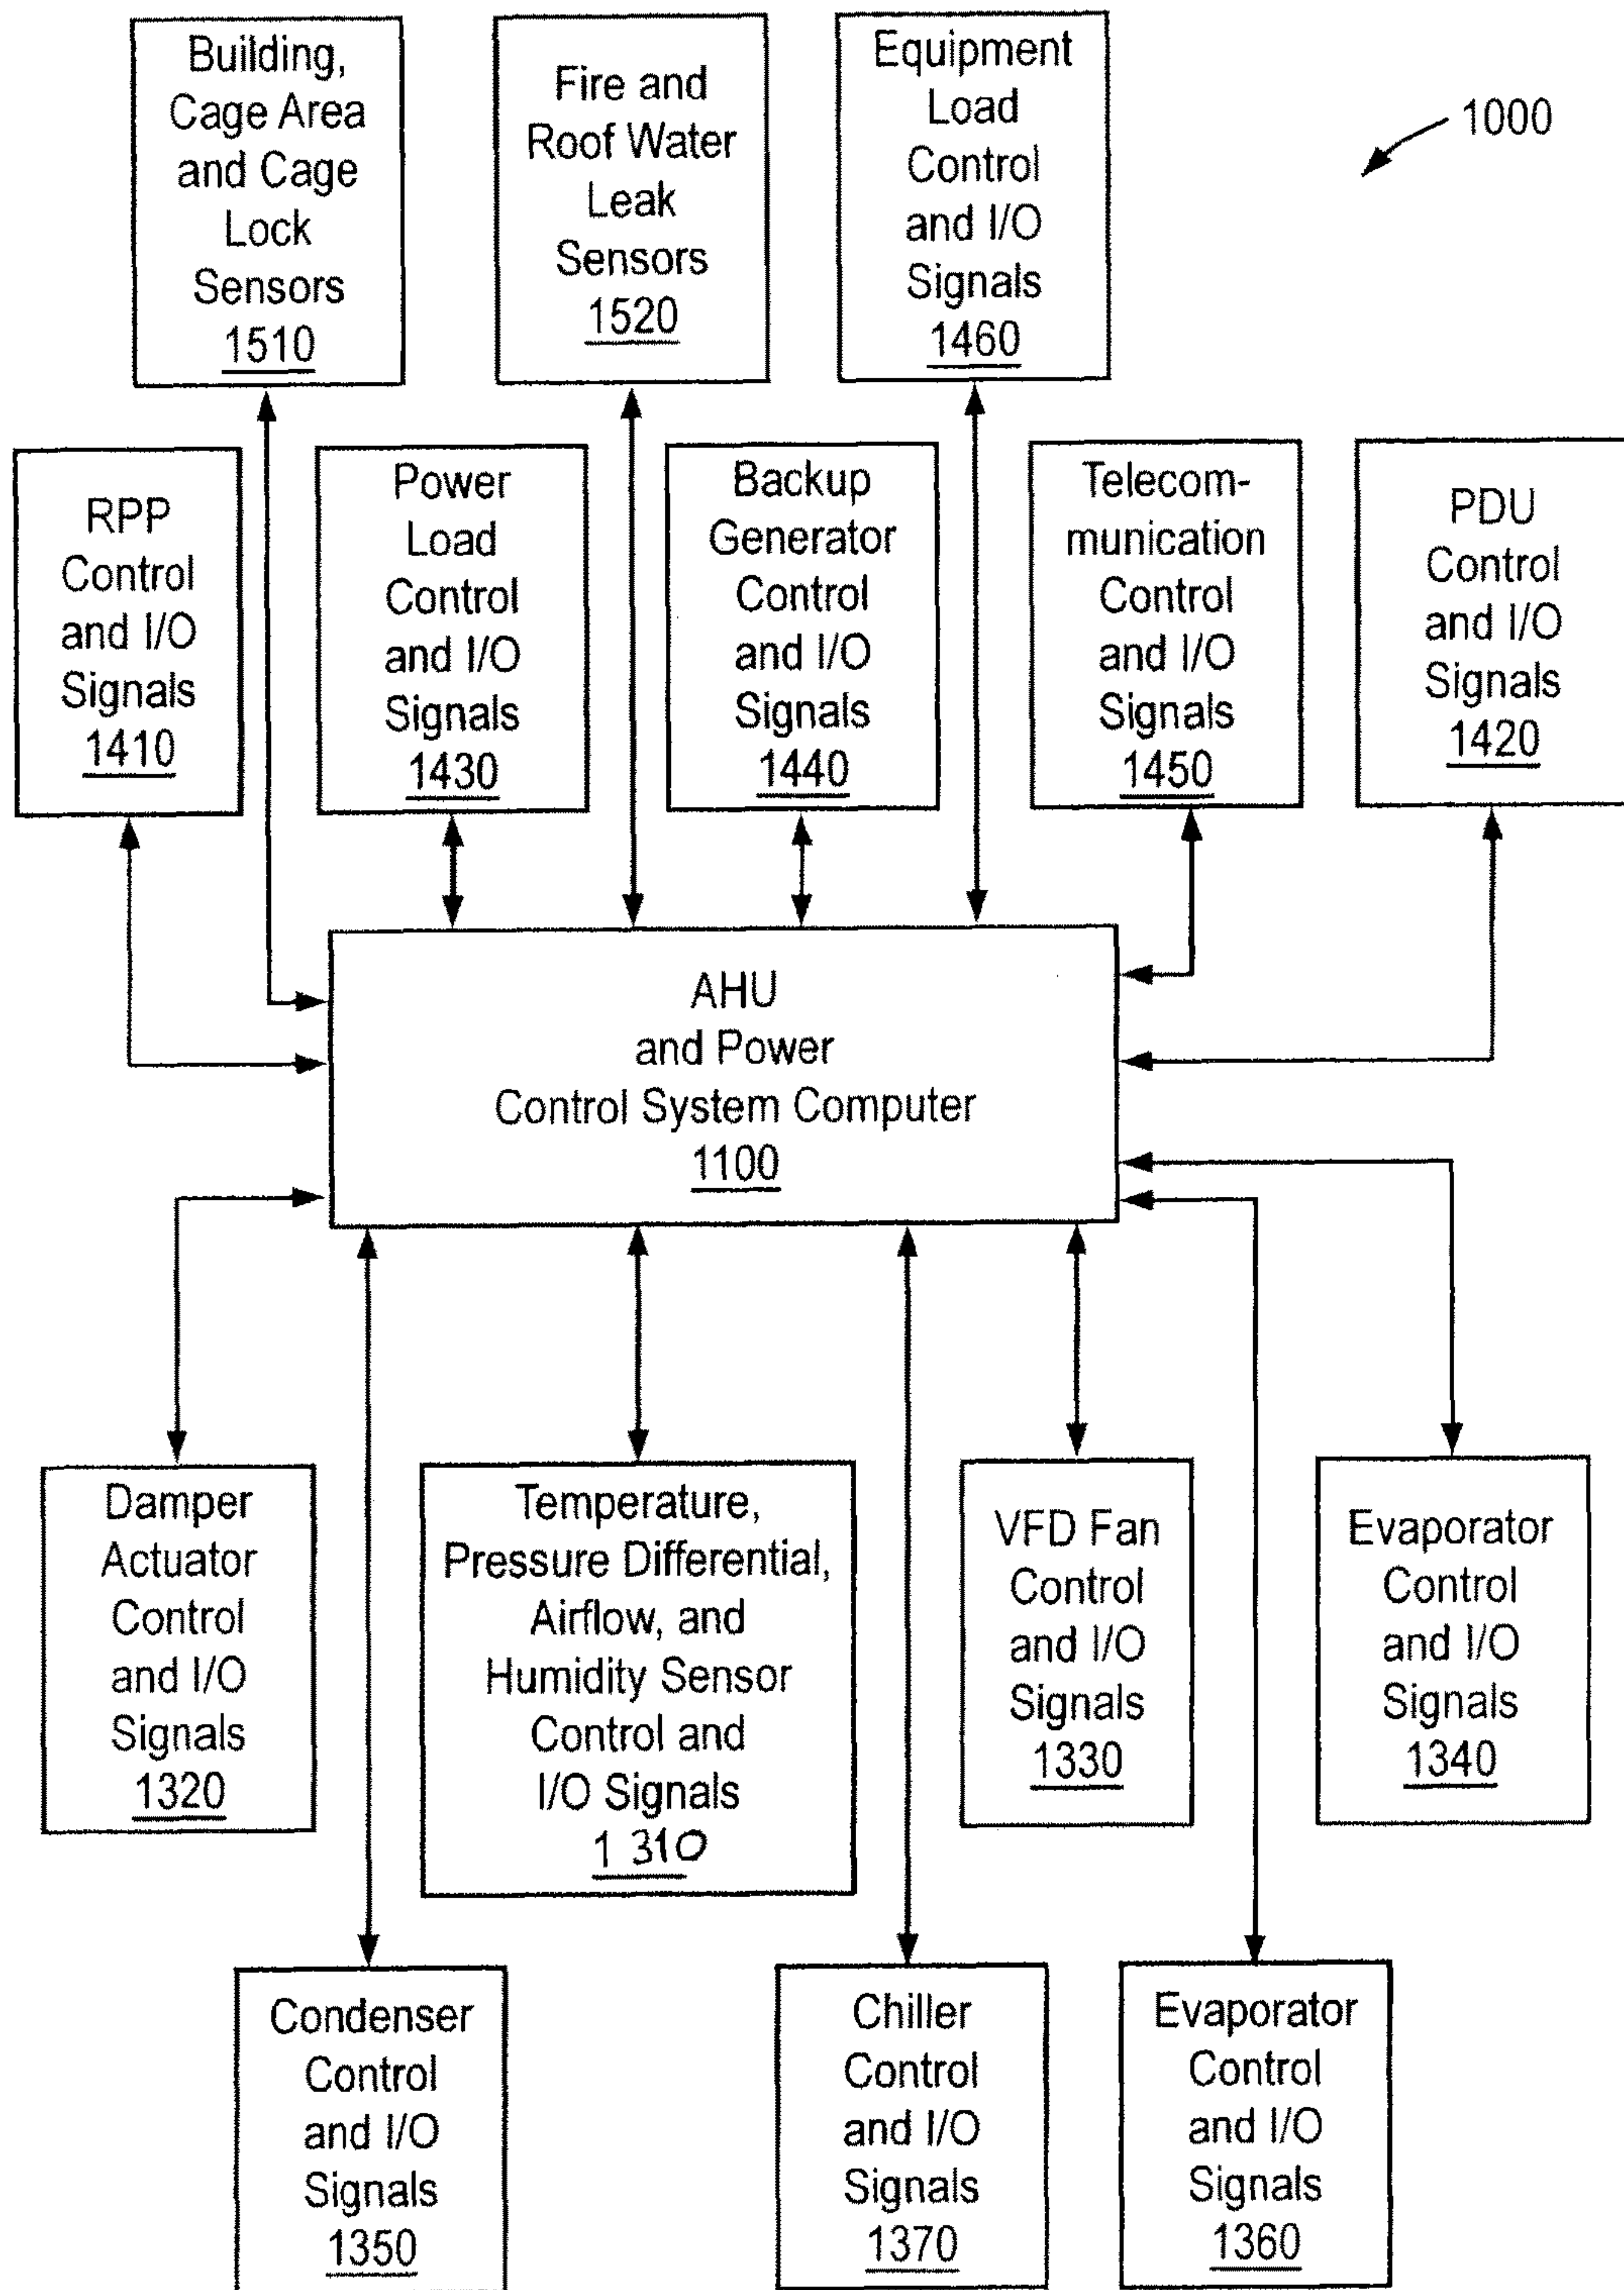 Building,
Cage Area
and Cage
Lock
Sensors
1510
Fire and
Roof Water
Leak
Sensors
1520
Equipment
Load
Control
and I/O
Signals
1460
1000
RPP
Control
and I/O
Signals
1410
Power
Load
Control
and I/O
Signals
1430
Backup
Generator
Control
and I/O
Signals
1440
Telecom-
munication
Control
and I/O
Signals
1450
PDU
Control
and I/O
Signals
1420
AHU
and Power
Control System Computer
1100
Damper
Actuator
Control
and I/O
Signals
1320
Temperature,
Pressure Differential,
Airflow, and
Humidity Sensor
Control and
I/O Signals
1 310
VFD Fan
Control
and I/O
Signals
1330
Evaporator
Control
and I/O
Signals
1340
Condenser
Control
and I/O
Signals
1350
Chiller
Control
and I/O
Signals
1370
Evaporator
Control
and I/O
Signals
1360